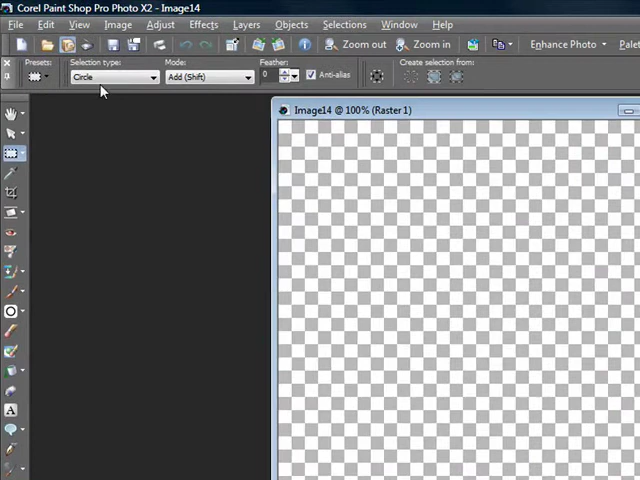 Corel Paint Shop Pro Photo X2 - Image14
File Edit View Image Adjust Effects Layers Objects Selections Window Help
Zoom out Zoom in Enhance Photo Palet
Presets: Selection type: Mode: Feather: Create selection from:
Circle Add (Shift) 0 Anti-alias
Image14 @ 100% (Raster 1)
A